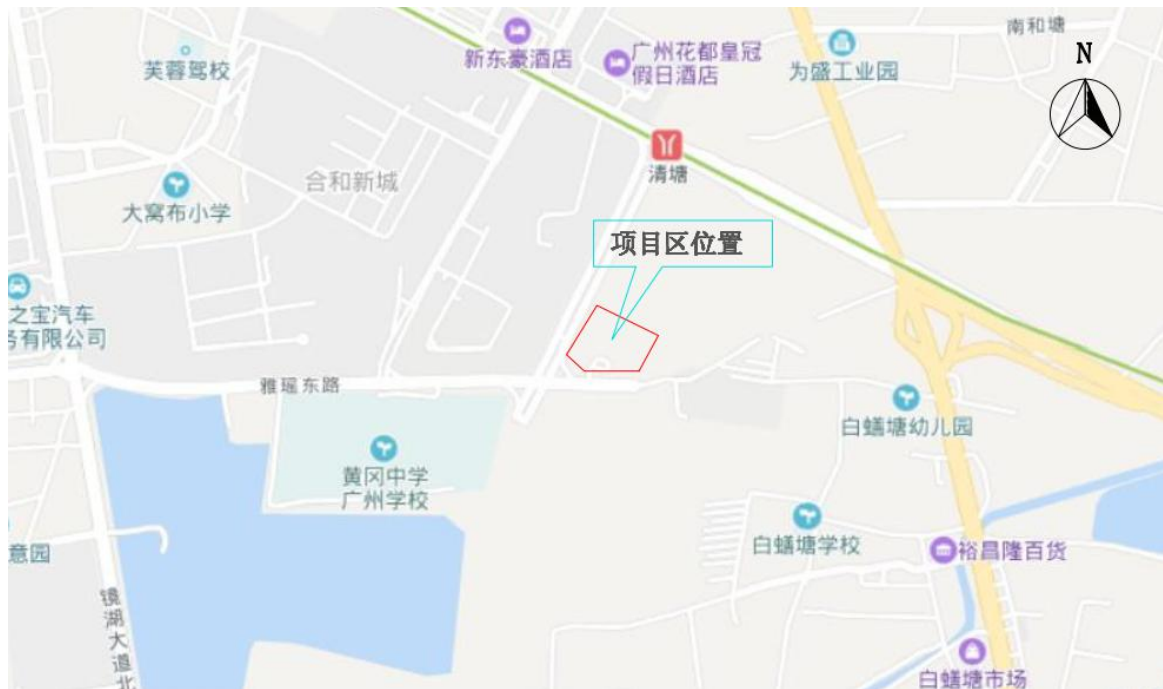 南和塘
N
新东豪酒店
广州花都皇冠
假日酒店
为盛工业园
芙蓉驾校
清塘
合和新城
大窝布小学
项目区位置
之宝汽车
务有限公司
雅瑶东路
白蟮塘幼儿园
黄冈中学
广州学校
白蟮塘学校
意园
裕昌隆百货
镜湖大道北
白蟮塘市场